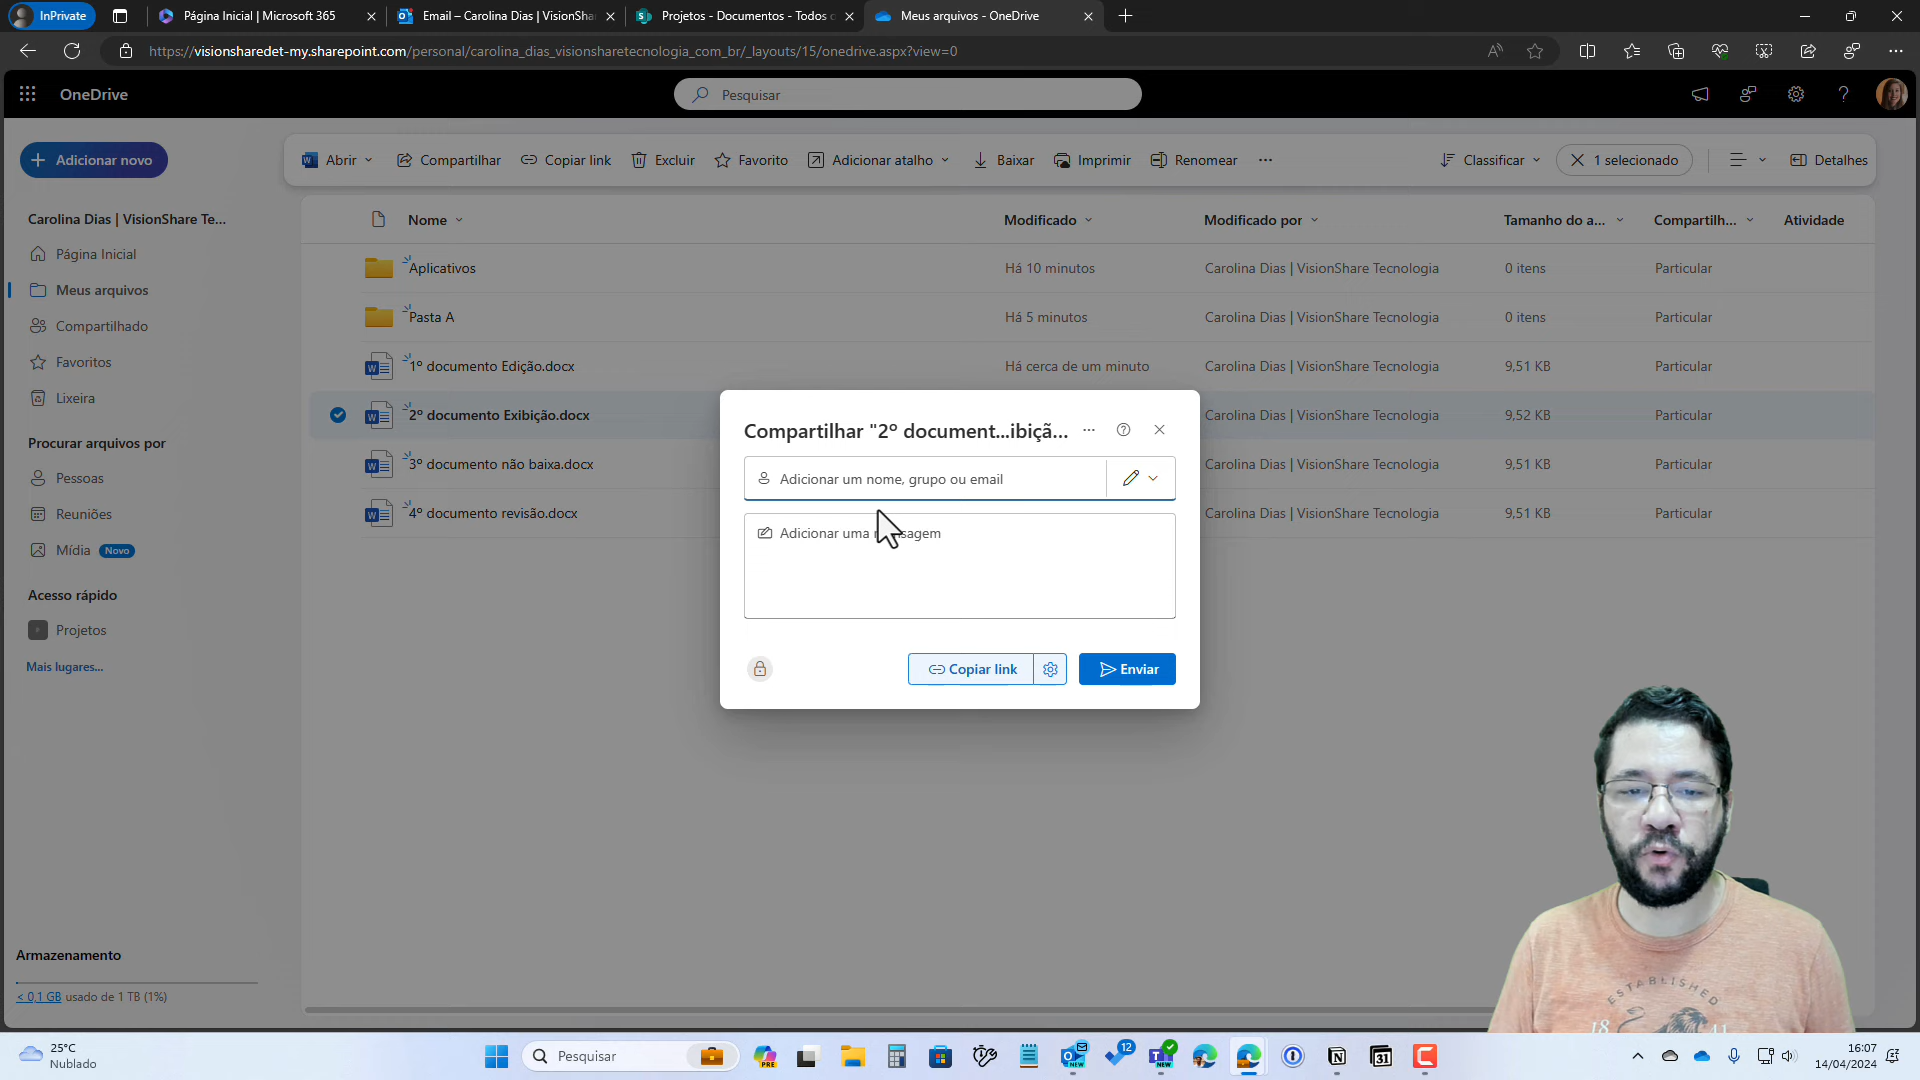 InPrivate
Página Inicial | Microsoft 365
Email – Carolina Dias | VisionSha
Projetos - Documentos - Todos o
Meus arquivos - OneDrive
https://visionsharedet-my.sharepoint.com/personal/carolina_dias_visionsharetecnologia_com_br/_layouts/15/onedrive.aspx?view=0
OneDrive
Pesquisar
Adicionar novo
Abrir
Compartilhar
Copiar link
Excluir
Favorito
Adicionar atalho
Baixar
Imprimir
Renomear
Classificar
1 selecionado
Detalhes
Carolina Dias | VisionShare Te...
Página Inicial
Meus arquivos
Compartilhado
Favoritos
Lixeira
Procurar arquivos por
Pessoas
Reuniões
Mídia Novo
Acesso rápido
Projetos
Mais lugares...
Armazenamento
< 0,1 GB usado de 1 TB (1%)
Nome Modificado Modificado por Tamanho do a... Compartilh... Atividade
Aplicativos Há 10 minutos Carolina Dias | VisionShare Tecnologia 0 itens Particular
Pasta A Há 5 minutos Carolina Dias | VisionShare Tecnologia 0 itens Particular
1º documento Edição.docx Há cerca de um minuto Carolina Dias | VisionShare Tecnologia 9,51 KB Particular
2º documento Exibição.docx Carolina Dias | VisionShare Tecnologia 9,52 KB Particular
3º documento não baixa.docx Carolina Dias | VisionShare Tecnologia 9,51 KB Particular
4º documento revisão.docx Carolina Dias | VisionShare Tecnologia 9,51 KB Particular
Compartilhar "2º document...ibiçã...
Adicionar um nome, grupo ou email
Adicionar uma
Copiar link
Enviar
ESTABLISHED
18 41
25°C
Nublado
Pesquisar
PRE
NEW
12
NEW
31
16:07
14/04/2024